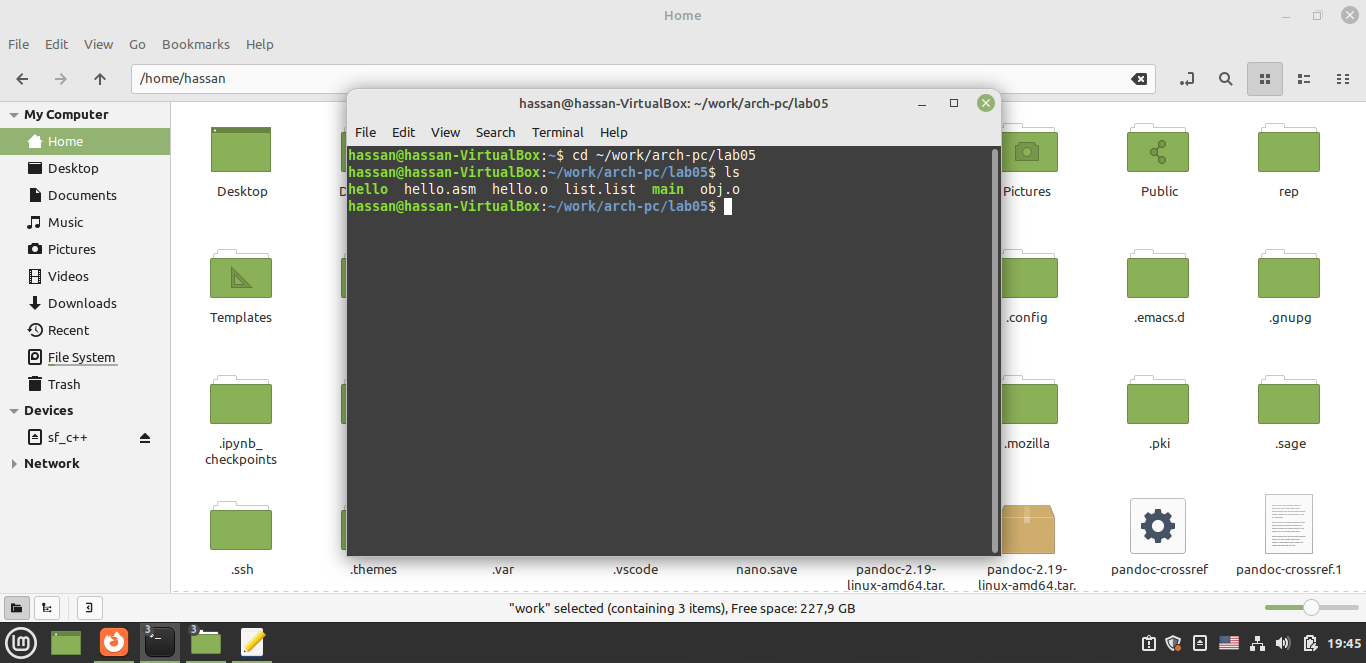 Home
File Edit View Go Bookmarks Help
/home/hassan
My Computer
Home
Desktop
Documents
Music
Pictures
Videos
Downloads
Recent
File System
Trash
Devices
sf_c++
Network
hassan@hassan-VirtualBox: ~/work/arch-pc/lab05
File Edit View Search Terminal Help
hassan@hassan-VirtualBox:~$ cd ~/work/arch-pc/lab05
hassan@hassan-VirtualBox:~/work/arch-pc/lab05$ ls
hello hello.asm hello.o list.list main obj.o
hassan@hassan-VirtualBox:~/work/arch-pc/lab05$
Desktop Pictures Public rep
Templates .config .emacs.d .gnupg
.ipynb_ .mozilla .pki .sage
checkpoints
.ssh .themes .var .vscode nano.save pandoc-2.19- pandoc-2.19- pandoc-crossref pandoc-crossref.1
linux-amd64.tar. linux-amd64.tar.
"work" selected (containing 3 items), Free space: 227,9 GB
3 3 19:45